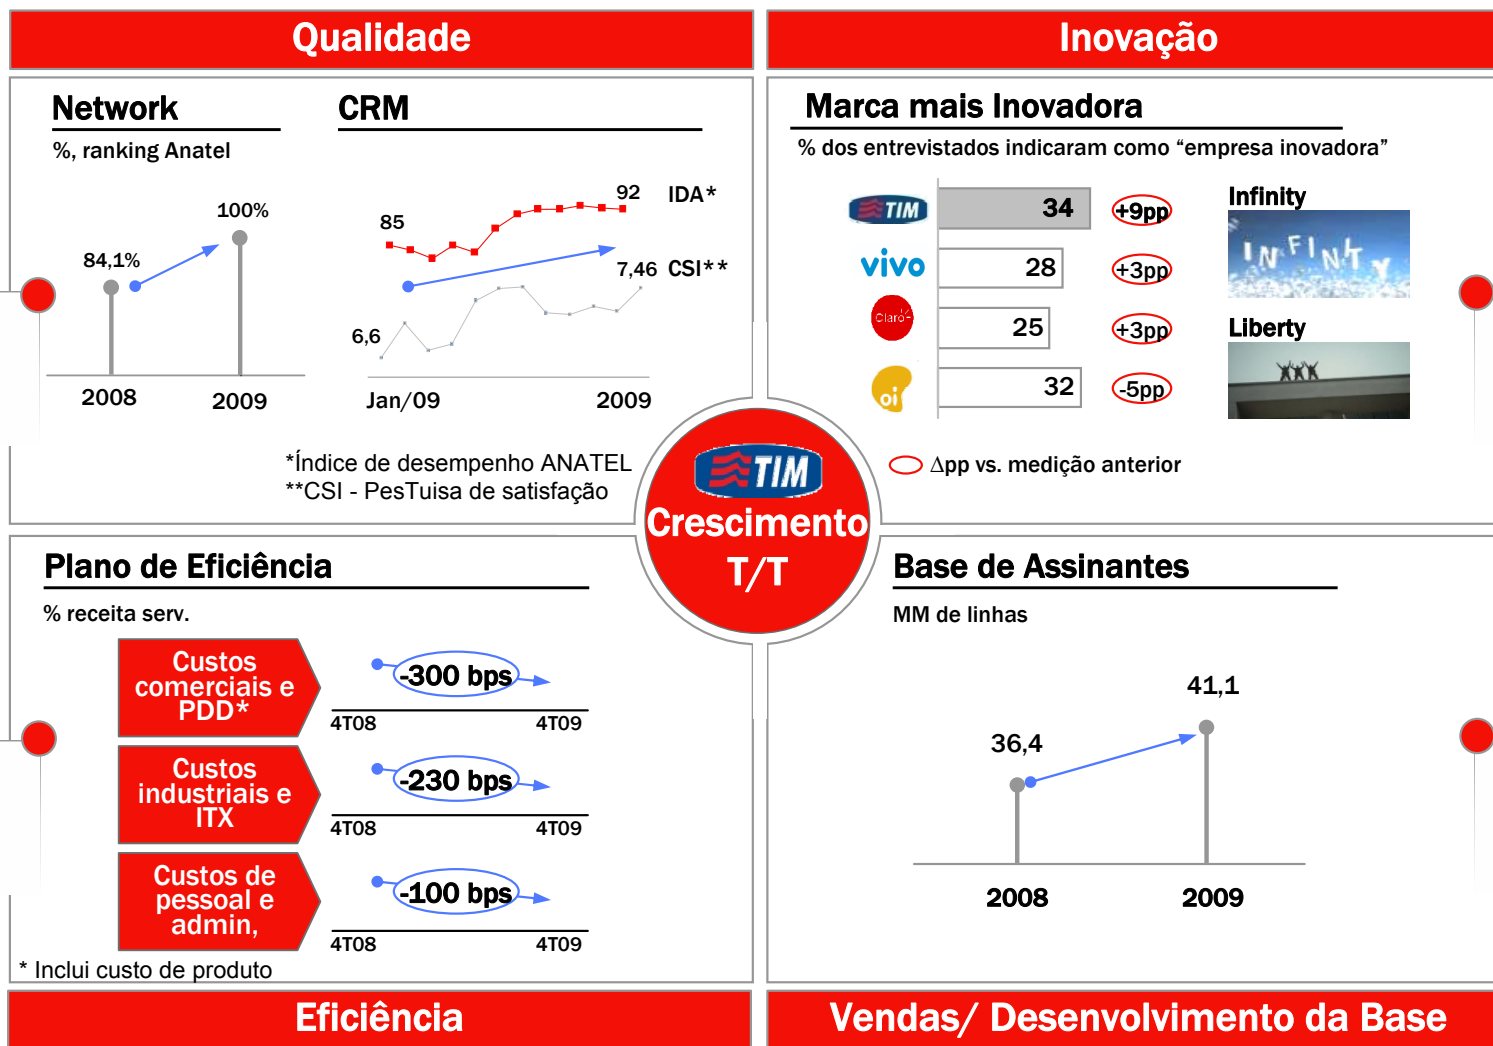 Qualidade
Inovação
Network
%, ranking Anatel
84,1%
100%
2008
2009
CRM
85
92
IDA*
7,46
CSI**
6,6
Jan/09
2009
*Índice de desempenho ANATEL
**CSI - PesTuisa de satisfação
Marca mais Inovadora
% dos entrevistados indicaram como “empresa inovadora”
TIM
34
+9pp
vivo
28
+3pp
Claro
25
+3pp
oi
32
-5pp
Δpp vs. medição anterior
Infinity
INFINITY
Liberty
TIM
Crescimento
T/T
Plano de Eficiência
% receita serv.
Custos
comerciais e
PDD*
-300 bps
4T08
4T09
Custos
industriais e
ITX
-230 bps
4T08
4T09
Custos de
pessoal e
admin,
-100 bps
4T08
4T09
* Inclui custo de produto
Base de Assinantes
MM de linhas
36,4
41,1
2008
2009
Eficiência
Vendas/ Desenvolvimento da Base